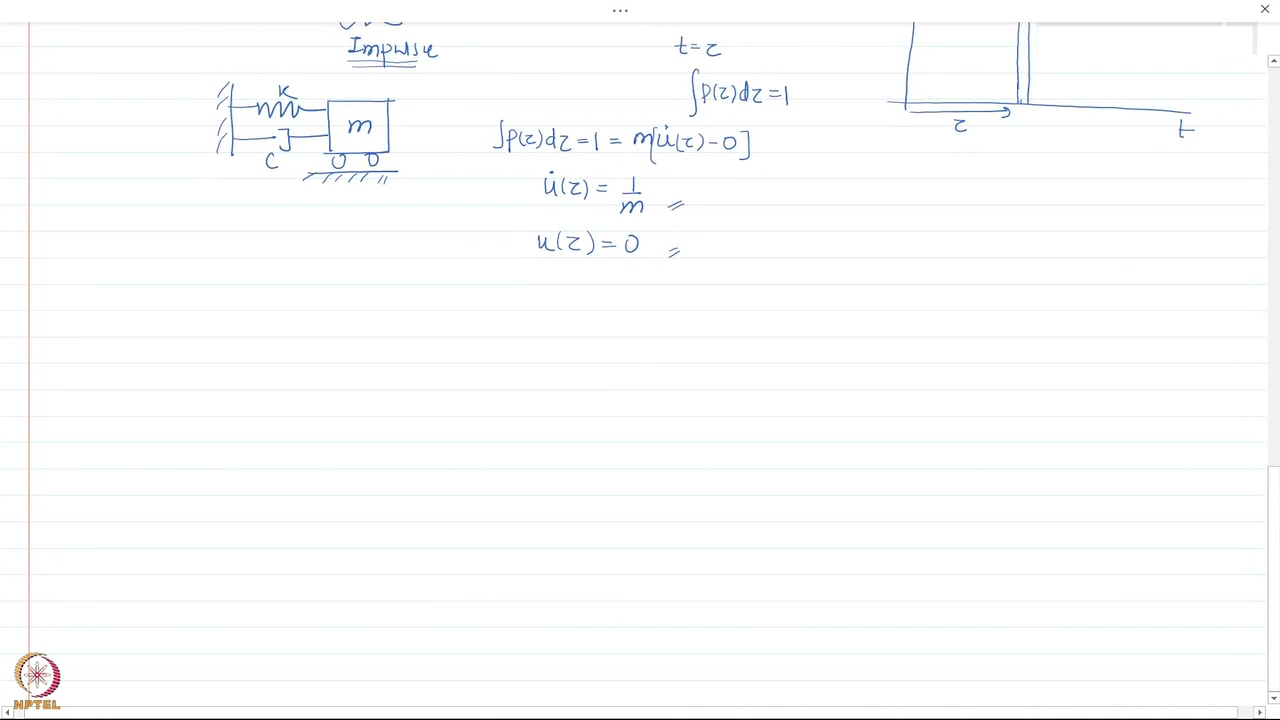 ...
Impulse
t=τ
∫p(τ)dτ=1
K
m
C
τ
t
∫p(τ)dτ=1 = m[u̇(τ)-0]
u̇(τ) = 1/m
u(τ) = 0
NPTEL